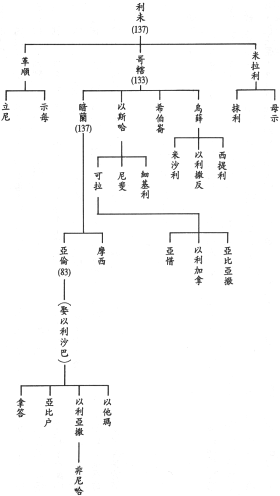 利未
(137)
革順
哥轄
(133)
米拉利
立尼
示每
暗蘭
(137)
以斯哈
希伯崙
烏薛
抹利
母示
可拉
尼斐
細基利
米沙利
以利撒反
西提利
亞倫
(83)
摩西
亞惜
以利加拿
亞比亞撒
(娶以利沙巴)
拿答
亞比户
以利亞撒
以他瑪
非尼哈